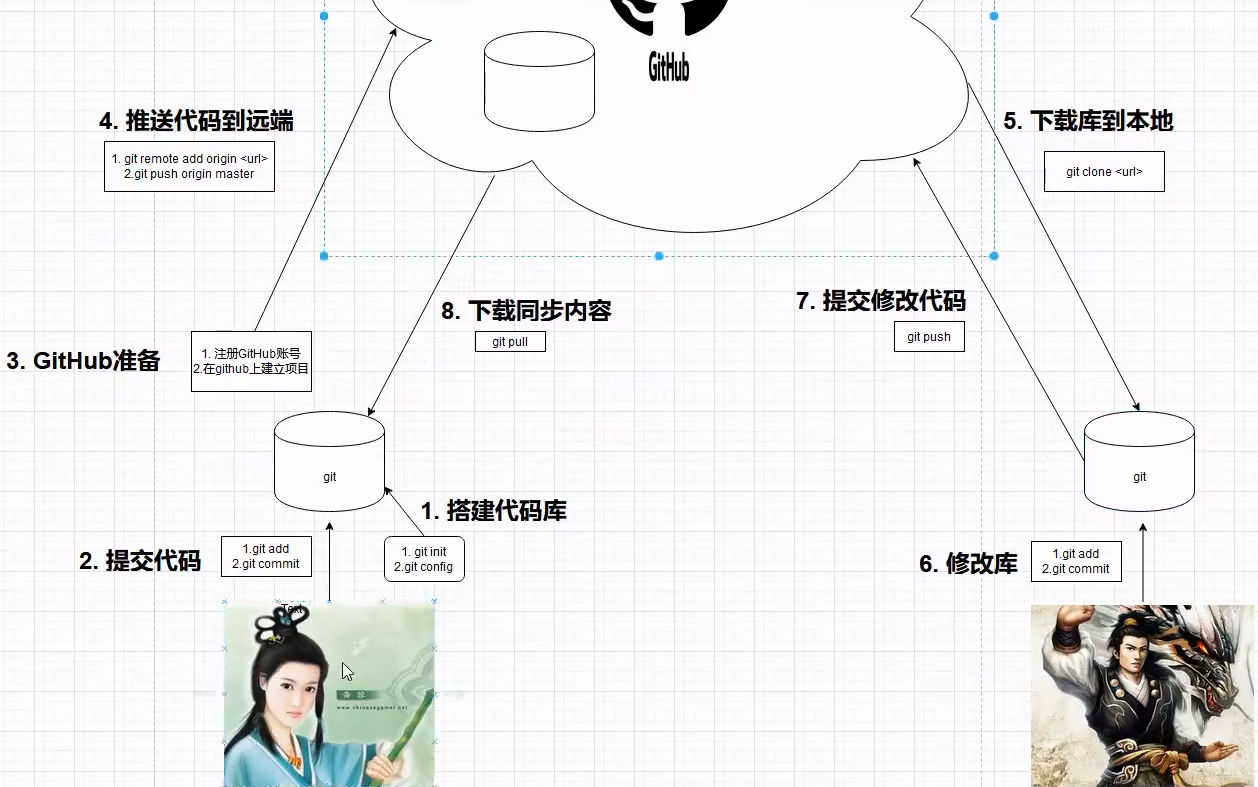 GitHub
4. 推送代码到远端
1. git remote add origin <url>
2.git push origin master
5. 下载库到本地
git clone <url>
8. 下载同步内容
git pull
7. 提交修改代码
git push
3. GitHub准备
1. 注册GitHub账号
2.在github上建立项目
git
git
1. 搭建代码库
1. git init
2.git config
2. 提交代码
1.git add
2.git commit
6. 修改库
1.git add
2.git commit
Text
黄蓉
www.chinesegamer.net